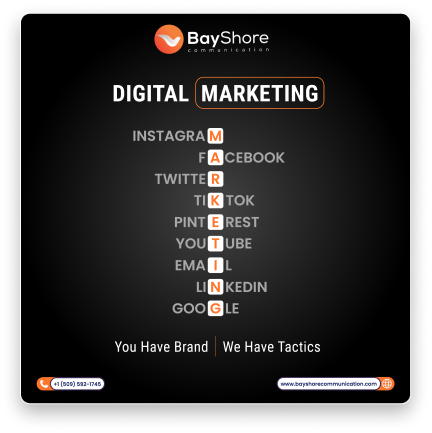 BayShore
communication
DIGITAL MARKETING
INSTAGRAM
FACEBOOK
TWITTER
TIKTOK
PINTEREST
YOUTUBE
EMAIL
LINKEDIN
GOOGLE
You Have Brand | We Have Tactics
+1 (509) 592-1745
www.bayshorecommunication.com